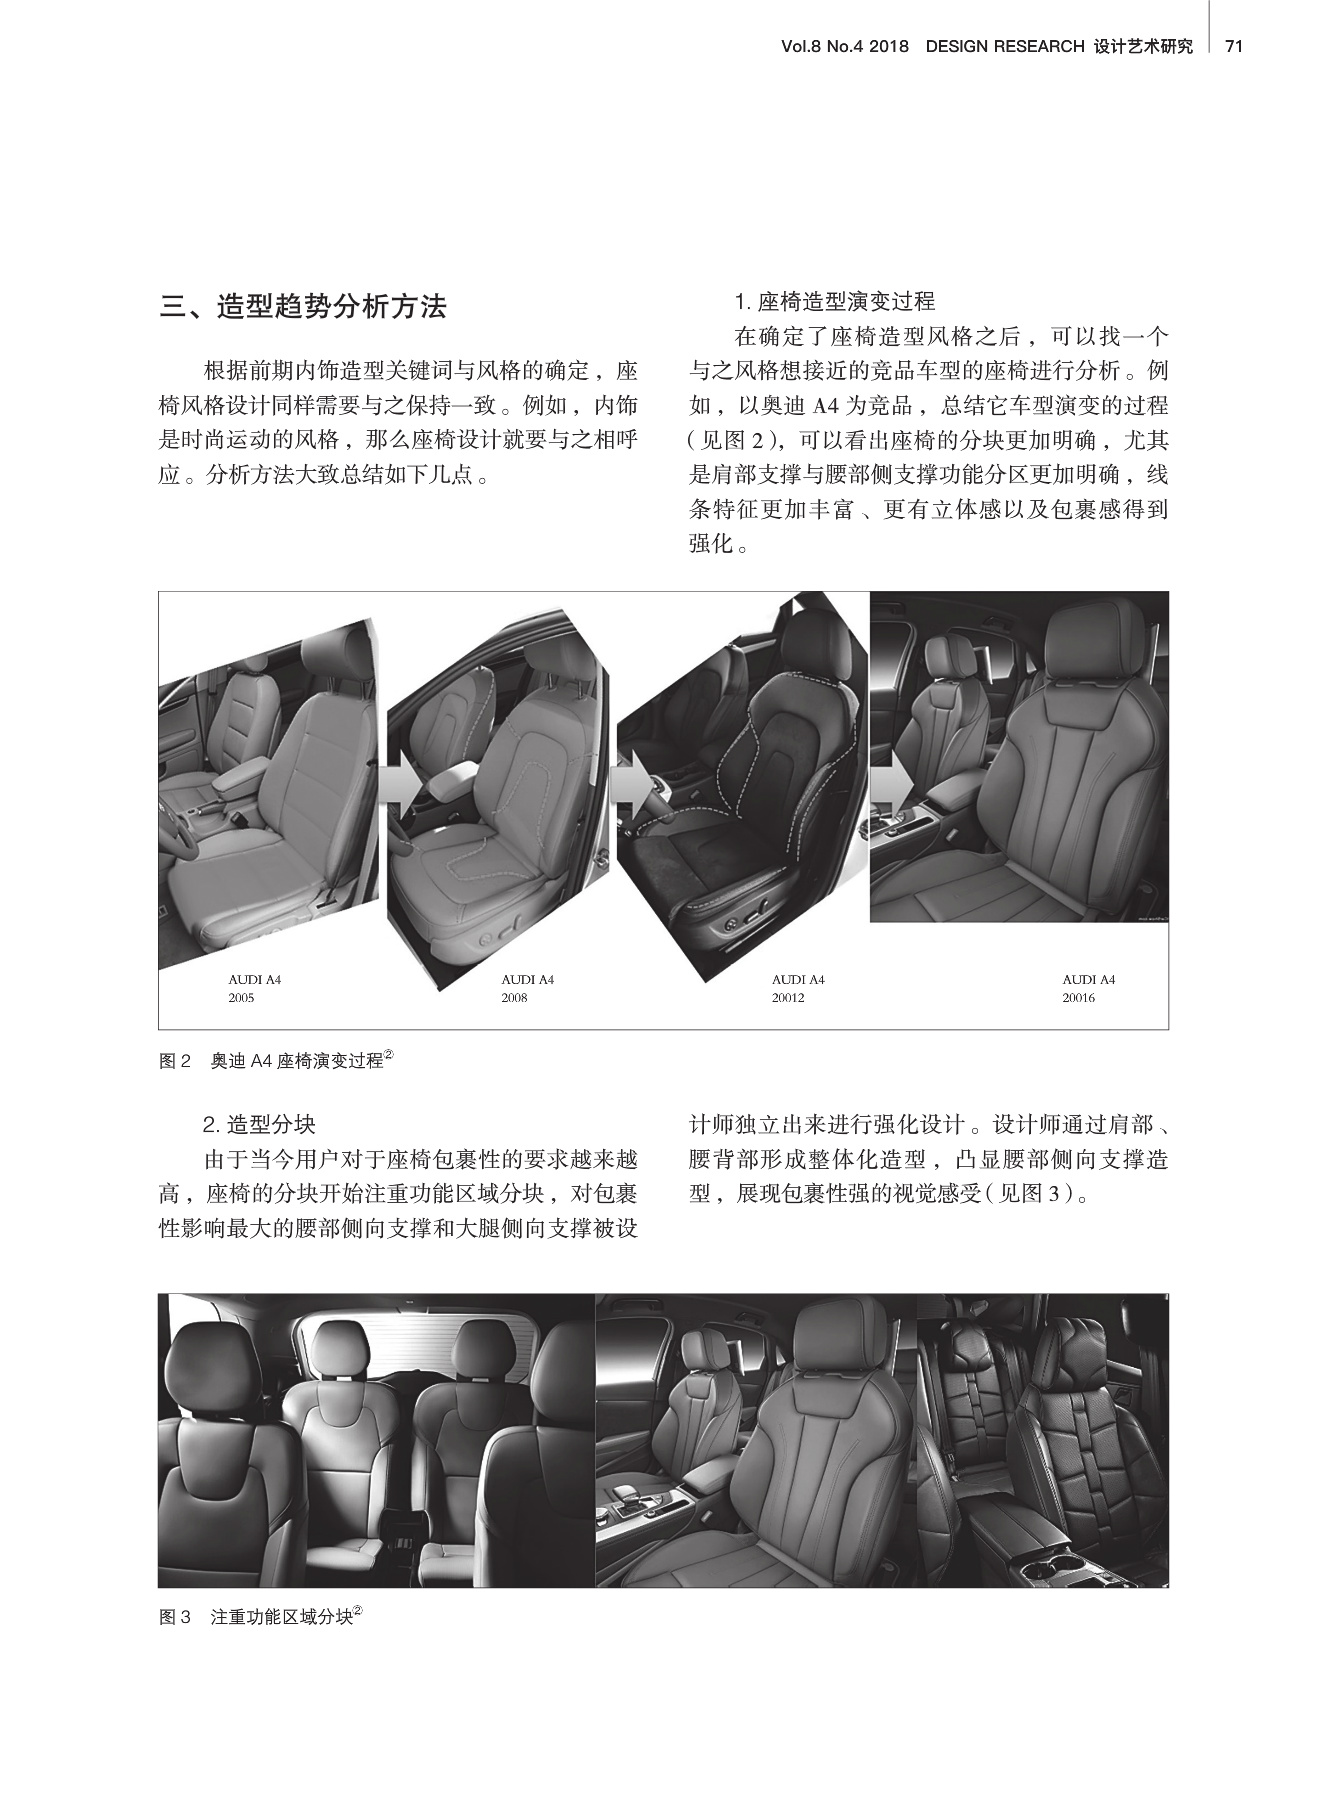 Vol.8 No.4 2018 DESIGN RESEARCH 设计艺术研究 71
三、造型趋势分析方法
根据前期内饰造型关键词与风格的确定，座
椅风格设计同样需要与之保持一致。例如，内饰
是时尚运动的风格，那么座椅设计就要与之相呼
应。分析方法大致总结如下几点。
1. 座椅造型演变过程
在确定了座椅造型风格之后，可以找一个
与之风格想接近的竞品车型的座椅进行分析。例
如，以奥迪 A4 为竞品，总结它车型演变的过程
（见图 2），可以看出座椅的分块更加明确，尤其
是肩部支撑与腰部侧支撑功能分区更加明确，线
条特征更加丰富、更有立体感以及包裹感得到
强化。
AUDI A4
2005
AUDI A4
2008
AUDI A4
20012
AUDI A4
20016
图 2 奥迪 A4 座椅演变过程②
2. 造型分块
由于当今用户对于座椅包裹性的要求越来越
高，座椅的分块开始注重功能区域分块，对包裹
性影响最大的腰部侧向支撑和大腿侧向支撑被设
计师独立出来进行强化设计。设计师通过肩部、
腰背部形成整体化造型，凸显腰部侧向支撑造
型，展现包裹性强的视觉感受（见图 3）。
图 3 注重功能区域分块②